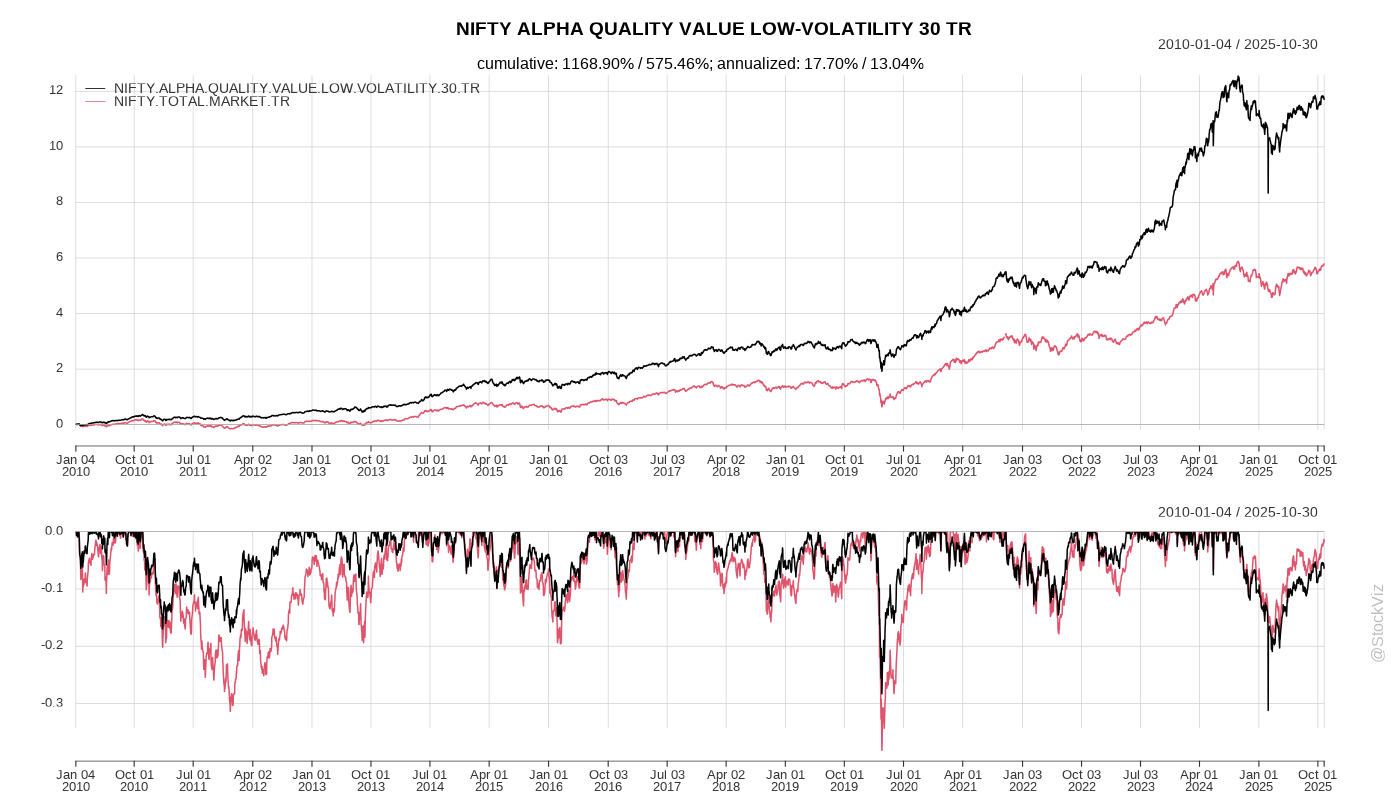 NIFTY ALPHA QUALITY VALUE LOW-VOLATILITY 30 TR
2010-01-04 / 2025-10-30
cumulative: 1168.90% / 575.46%; annualized: 17.70% / 13.04%
NIFTY.ALPHA.QUALITY.VALUE.LOW.VOLATILITY.30.TR
NIFTY.TOTAL.MARKET.TR
12
10
8
6
4
2
0
Jan 04 Oct 01 Jul 01 Apr 02 Jan 01 Oct 01 Jul 01 Apr 01 Jan 01 Oct 03 Jul 03 Apr 02 Jan 01 Oct 01 Jul 01 Apr 01 Jan 03 Oct 03 Jul 03 Apr 01 Jan 01 Oct 01
2010 2010 2011 2012 2013 2013 2014 2015 2016 2016 2017 2018 2019 2019 2020 2021 2022 2022 2023 2024 2025 2025
2010-01-04 / 2025-10-30
0.0
-0.1
-0.2
-0.3
Jan 04 Oct 01 Jul 01 Apr 02 Jan 01 Oct 01 Jul 01 Apr 01 Jan 01 Oct 03 Jul 03 Apr 02 Jan 01 Oct 01 Jul 01 Apr 01 Jan 03 Oct 03 Jul 03 Apr 01 Jan 01 Oct 01
2010 2010 2011 2012 2013 2013 2014 2015 2016 2016 2017 2018 2019 2019 2020 2021 2022 2022 2023 2024 2025 2025
@StockViz